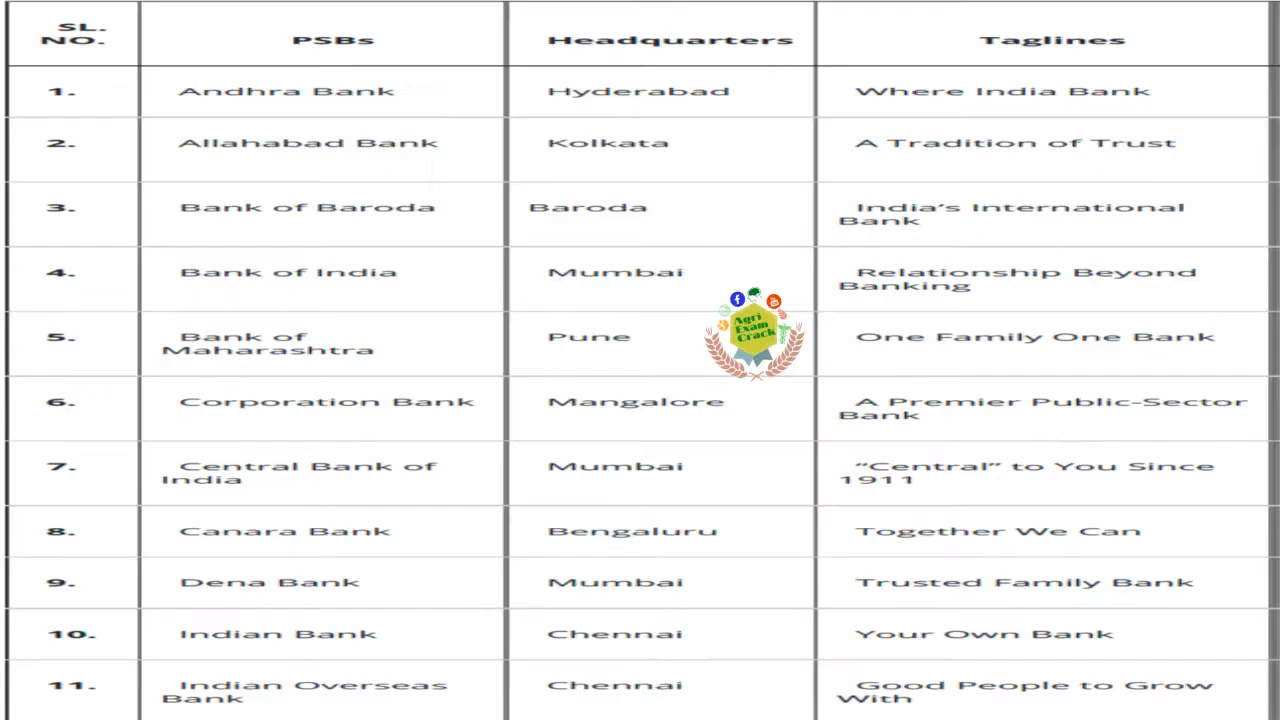 SL. NO. PSBs Headquarters Taglines
1. Andhra Bank Hyderabad Where India Bank
2. Allahabad Bank Kolkata A Tradition of Trust
3. Bank of Baroda Baroda India’s International
Bank
4. Bank of India Mumbai Relationship Beyond
Banking
5. Bank of Maharashtra Pune One Family One Bank
6. Corporation Bank Mangalore A Premier Public-Sector
Bank
7. Central Bank of India Mumbai “Central” to You Since
1911
8. Canara Bank Bengaluru Together We Can
9. Dena Bank Mumbai Trusted Family Bank
10. Indian Bank Chennai Your Own Bank
11. Indian Overseas Bank Chennai Good People to Grow
With
Agri
Exam
Crack